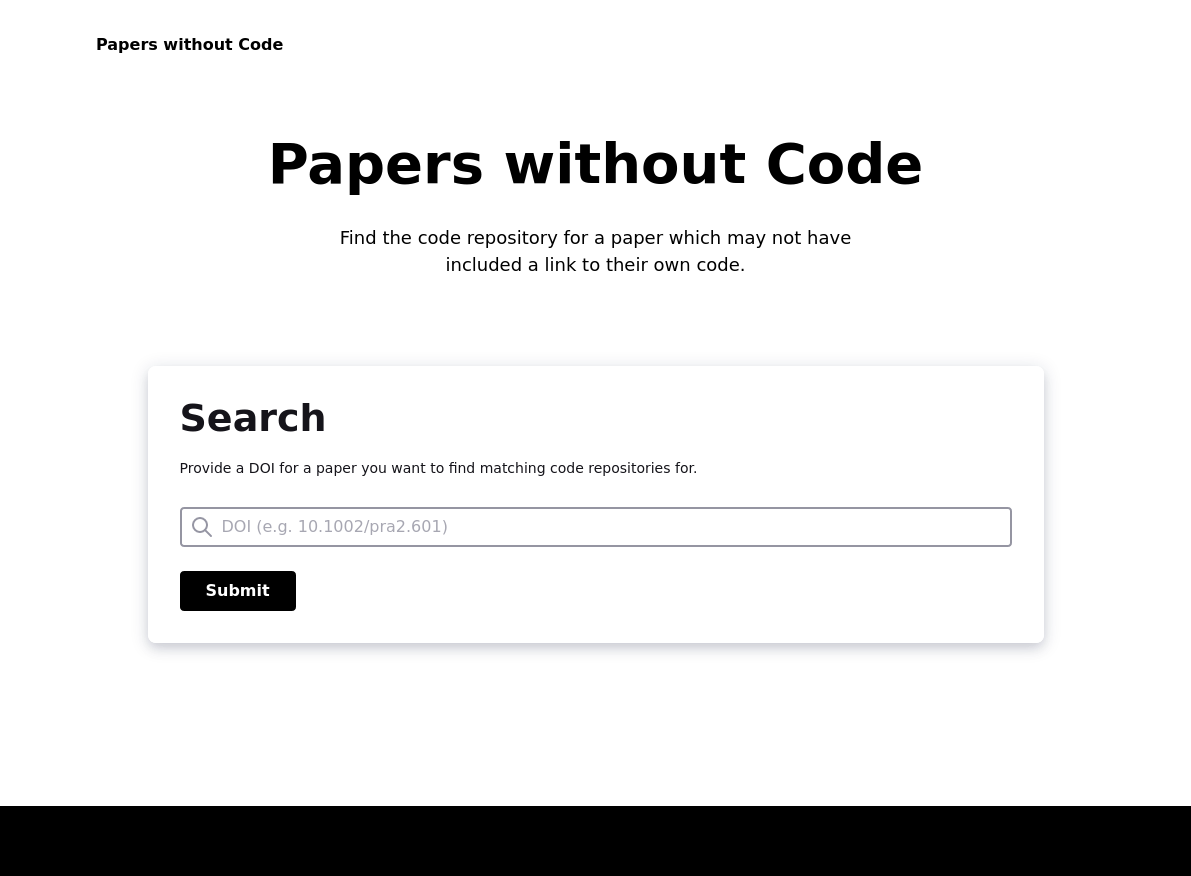 Papers without Code
Papers without Code
Find the code repository for a paper which may not have
included a link to their own code.
Search
Provide a DOI for a paper you want to find matching code repositories for.
DOI (e.g. 10.1002/pra2.601)
Submit